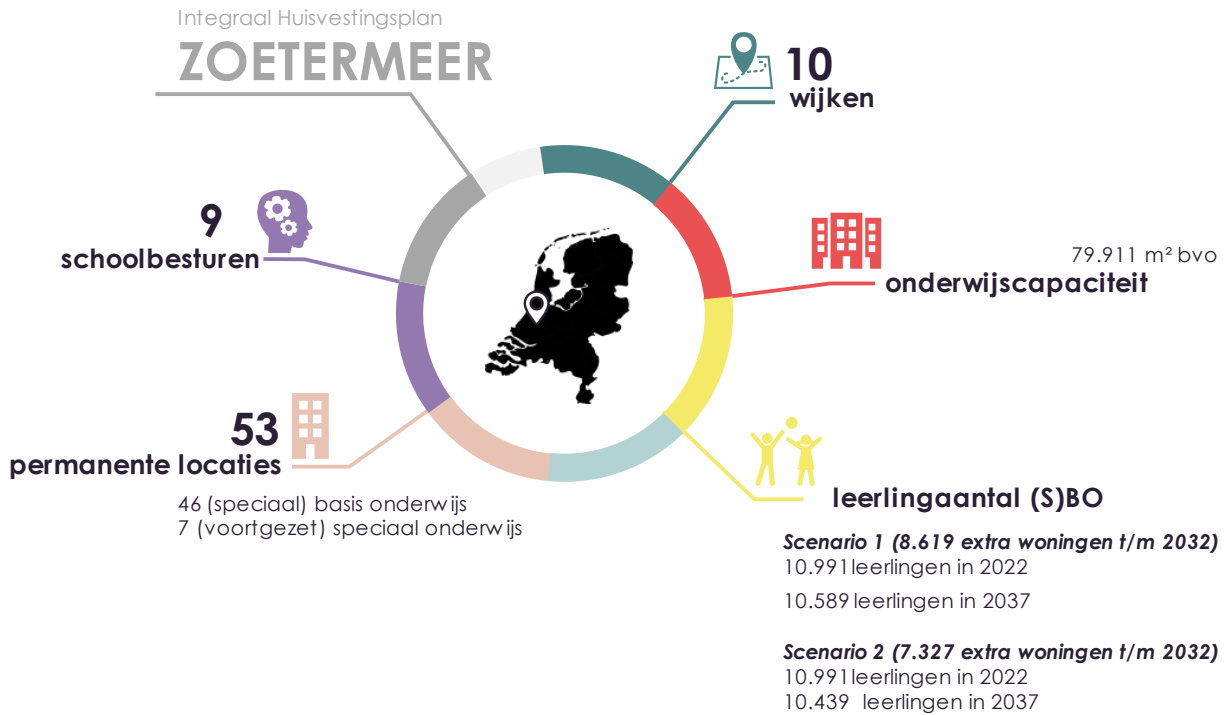 Integraal Huisvestingsplan
ZOETERMEER
10
wijken
9
schoolbesturen
79.911 m² bvo
onderwijscapaciteit
53
permanente locaties
46 (speciaal) basis onderwijs
7 (voortgezet) speciaal onderwijs
leerlingaantal (S)BO
Scenario 1 (8.619 extra woningen t/m 2032)
10.991 leerlingen in 2022
10.589 leerlingen in 2037
Scenario 2 (7.327 extra woningen t/m 2032)
10.991 leerlingen in 2022
10.439 leerlingen in 2037